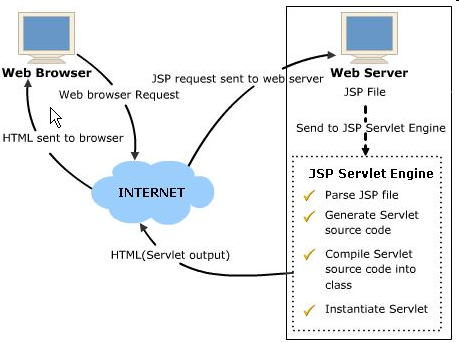 Web Browser
Web Server
JSP request sent to web server
JSP File
Web browser Request
Send to JSP Servlet Engine
HTML sent to browser
INTERNET
JSP Servlet Engine
Parse JSP file
Generate Servlet
source code
Compile Servlet
source code into
class
Instantiate Servlet
HTML(Servlet output)